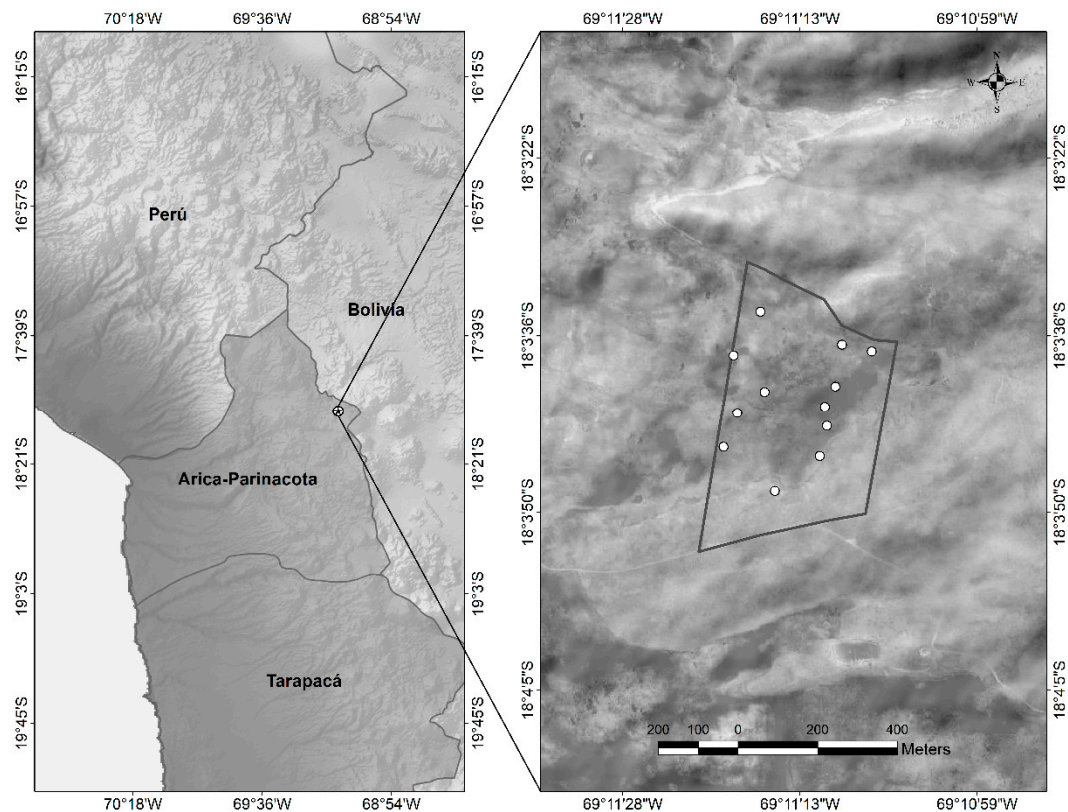 70°18'W 69°36'W 68°54'W
69°11'28"W 69°11'13"W 69°10'59"W
16°15'S 16°15'S
16°57'S 16°57'S
17°39'S 17°39'S
18°21'S 18°21'S
19°3'S 19°3'S
19°45'S 19°45'S
Perú
Bolivia
Arica-Parinacota
Tarapacá
N
W E
S
18°3'22"S 18°3'22"S
18°3'36"S 18°3'36"S
18°3'50"S 18°3'50"S
18°4'5"S 18°4'5"S
200 100 0 200 400
Meters
70°18'W 69°36'W 68°54'W
69°11'28"W 69°11'13"W 69°10'59"W